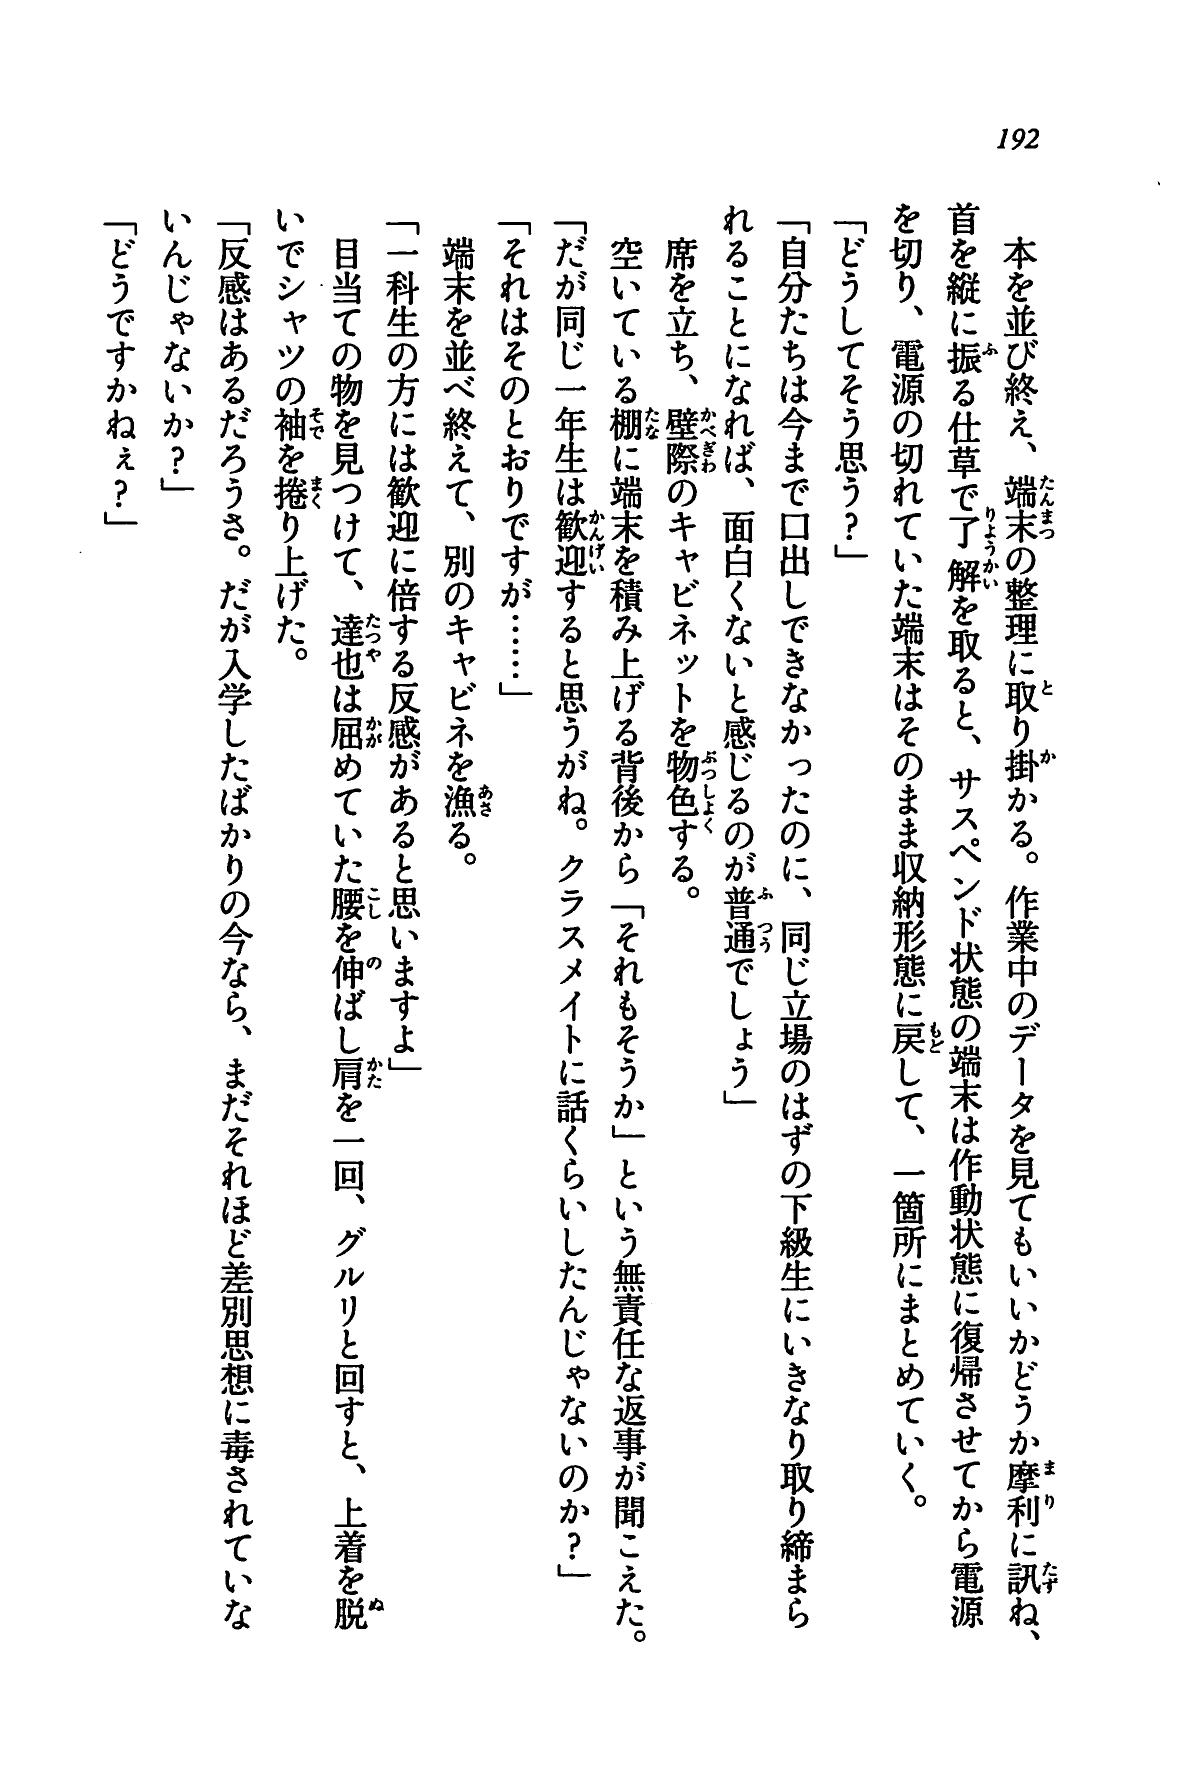 192
本を並び終え、端末の整理に取り掛かる。作業中のデータを見てもいいかどうか摩利に訊ね、
首を縦に振る仕草で了解を取ると、サスペンド状態の端末は作動状態に復帰させてから電源
を切り、電源の切れていた端末はそのまま収納形態に戻して、一箇所にまとめていく。
「どうしてそう思う?」
「自分たちは今まで口出しできなかったのに、同じ立場のはずの下級生にいきなり取り締まら
れることになれば、面白くないと感じるのが普通でしょう」
席を立ち、壁際のキャビネットを物色する。
空いている棚に端末を積み上げる背後から「それもそうか」という無責任な返事が聞こえた。
「だが同じ一年生は歓迎すると思うがね。クラスメイトに話くらいしたんじゃないのか?」
「それはそのとおりですが……」
端末を並べ終えて、別のキャビネを漁る。
「一科生の方には歓迎に倍する反感があると思いますよ」
目当ての物を見つけて、達也は屈めていた腰を伸ばし肩を一回、グルリと回すと、上着を脱
いでシャツの袖を捲り上げた。
「反感はあるだろうさ。だが入学したばかりの今なら、まだそれほど差別思想に毒されていな
いんじゃないか?」
「どうですかねぇ?」